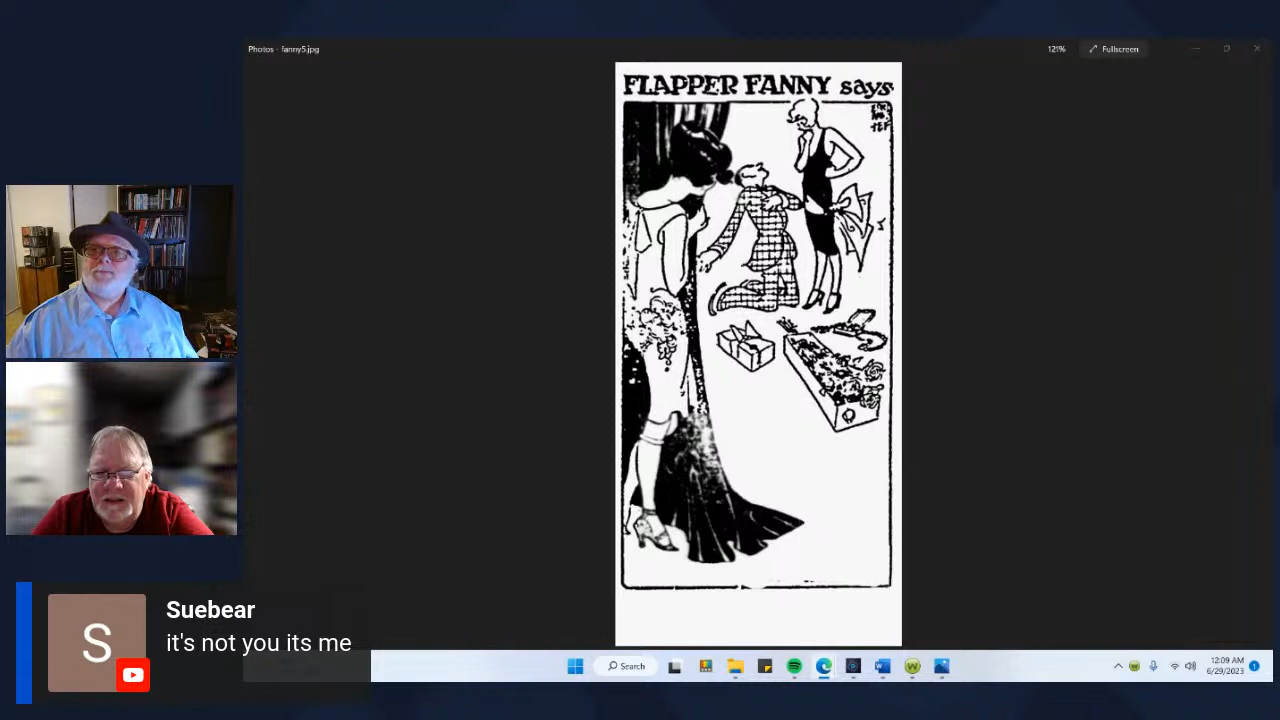 Photos - fanny5.jpg
121%
Fullscreen
FLAPPER FANNY says
Suebear
it's not you its me
S
Search
12:09 AM
6/29/2023
1